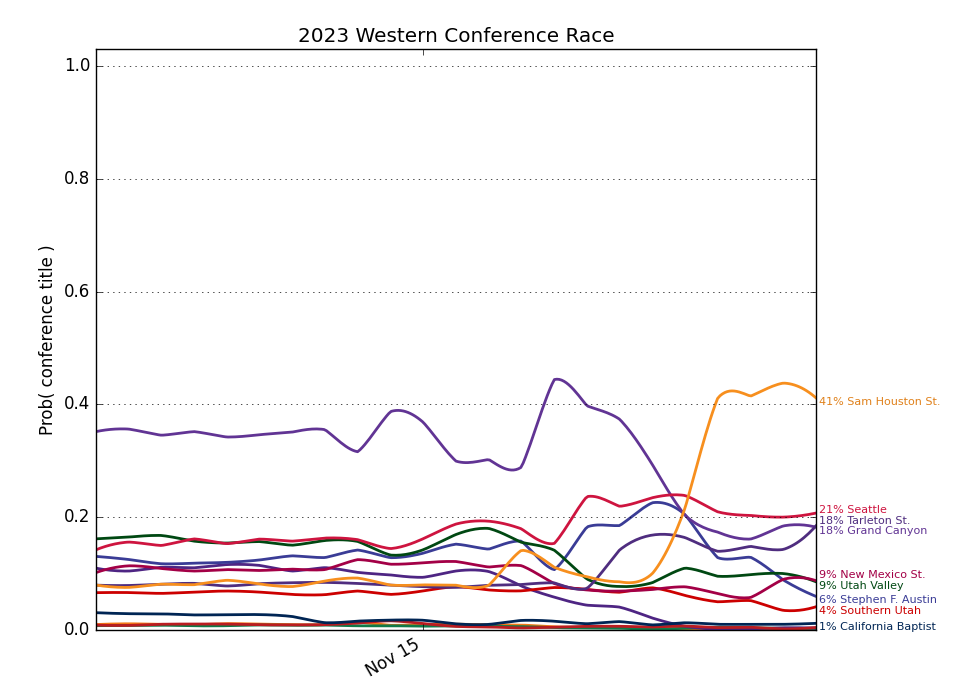 2023 Western Conference Race
Prob( conference title )
1.0
0.8
0.6
0.4
0.2
0.0
Nov 15
41% Sam Houston St.
21% Seattle
18% Tarleton St.
18% Grand Canyon
9% New Mexico St.
9% Utah Valley
6% Stephen F. Austin
4% Southern Utah
1% California Baptist